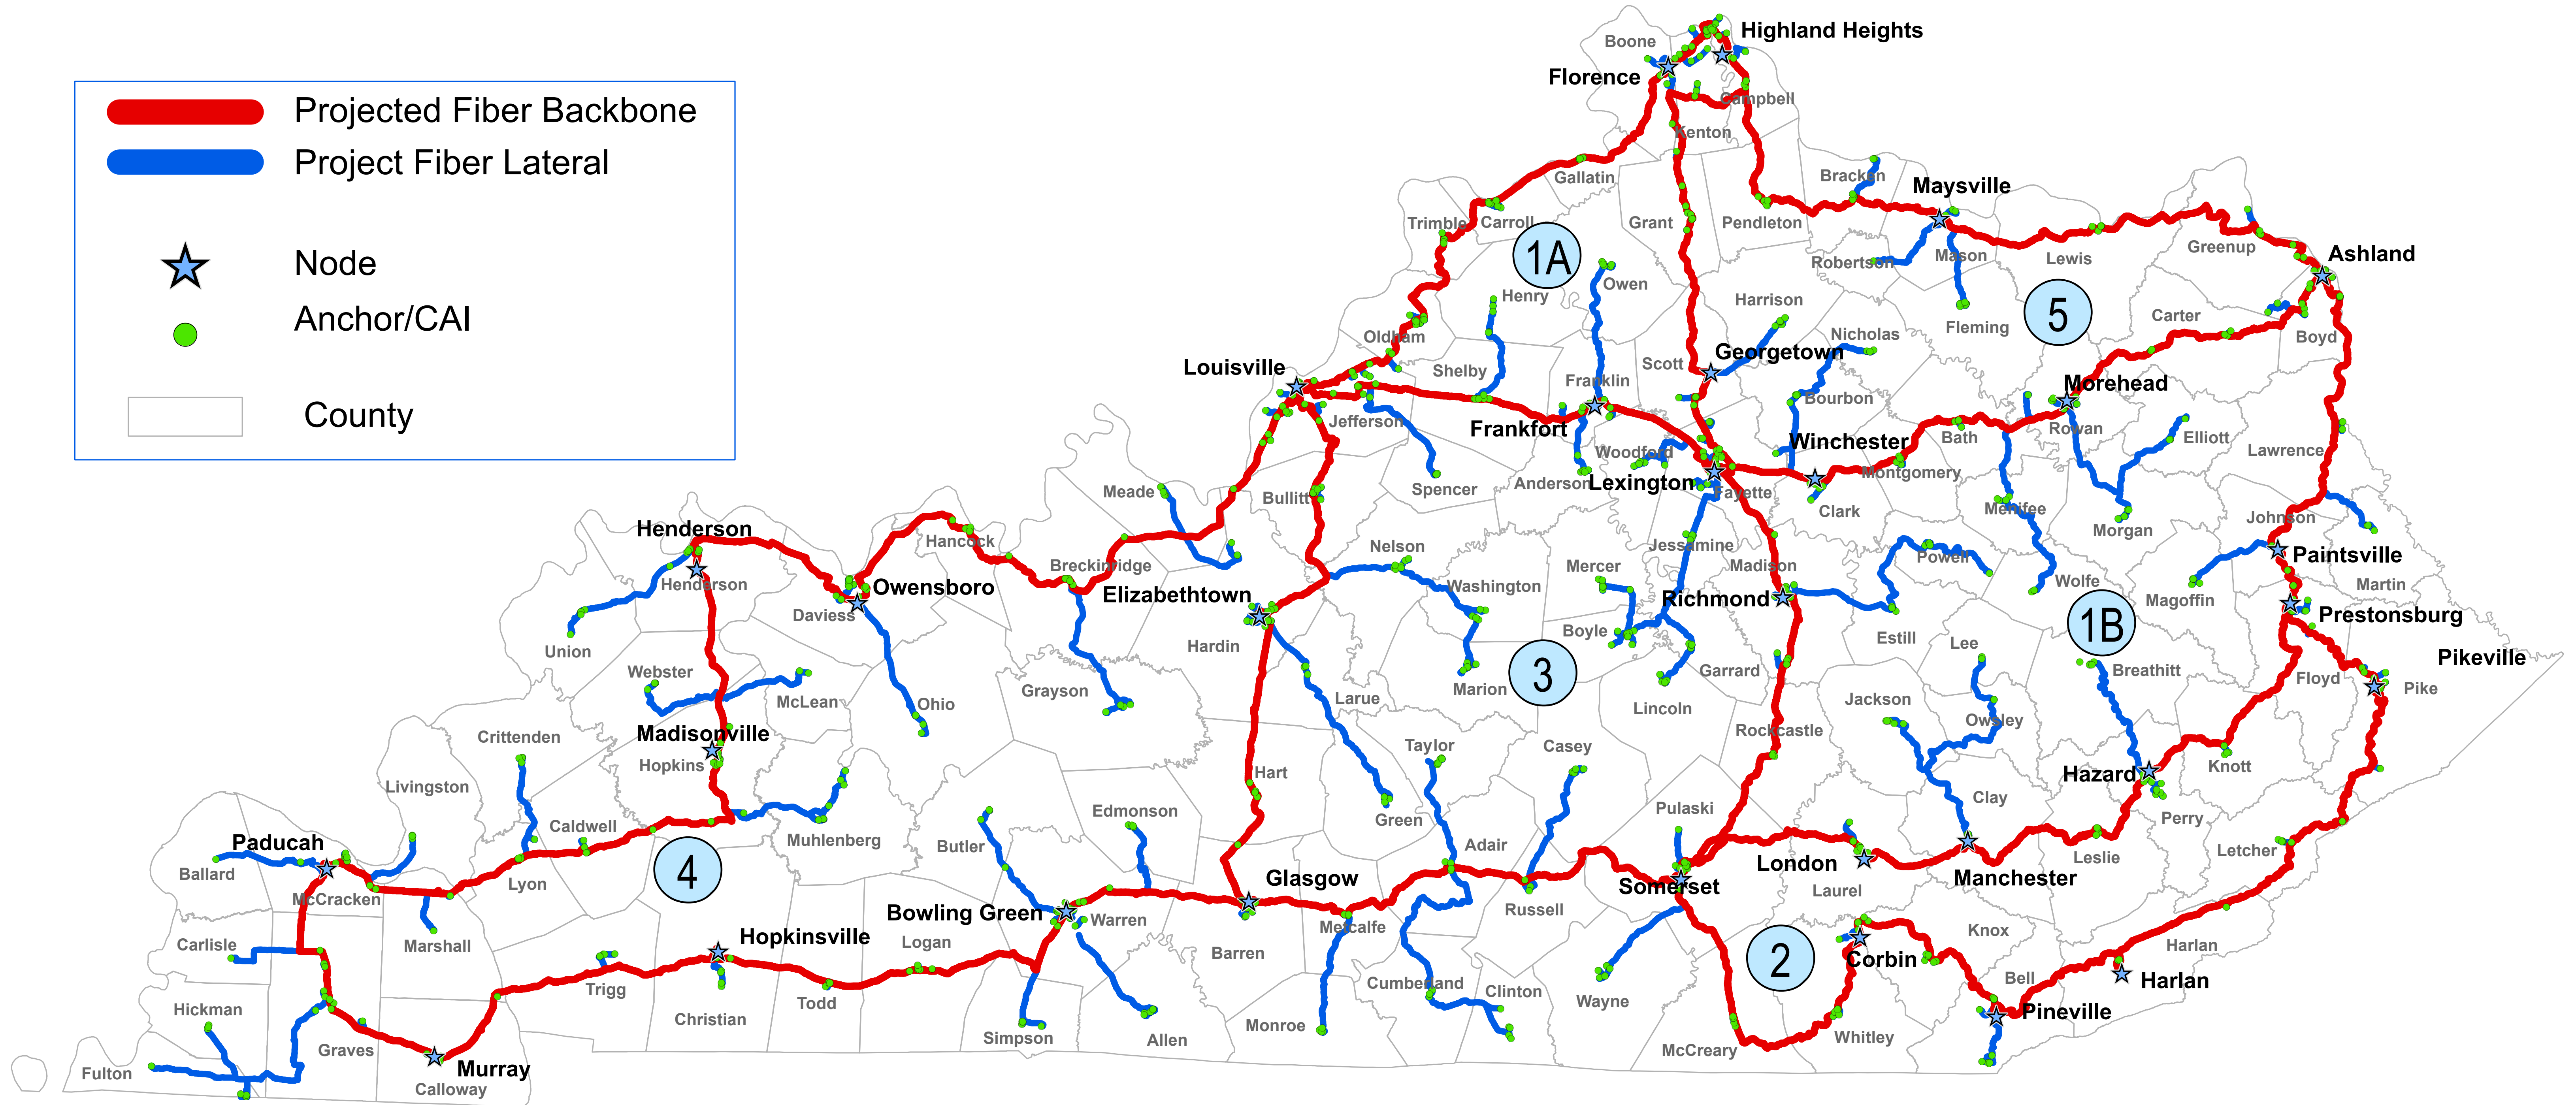 Projected Fiber Backbone
Project Fiber Lateral
Node
Anchor/CAI
County
Boone
Highland Heights
Florence
Campbell
Kenton
Gallatin
Bracken
Maysville
Trimble
Carroll
Grant
Pendleton
1A
Robertson
Mason
Lewis
Greenup
Ashland
Henry
Owen
Harrison
Nicholas
Fleming
5
Carter
Boyd
Oldham
Louisville
Shelby
Franklin
Scott
Georgetown
Bourbon
Morehead
Jefferson
Frankfort
Woodford
Winchester
Bath
Rowan
Elliott
Lawrence
Meade
Bullitt
Spencer
Anderson
Lexington
Fayette
Montgomery
Clark
Menifee
Morgan
Johnson
Henderson
Henderson
Hancock
Breckinridge
Nelson
Jessamine
Washington
Mercer
Madison
Powell
Paintsville
Martin
Owensboro
Daviess
Elizabethtown
Richmond
Wolfe
Magoffin
1B
Prestonsburg
Union
Hardin
Boyle
Estill
Lee
Pikeville
Webster
McLean
Ohio
Grayson
Larue
Marion
3
Garrard
Lincoln
Jackson
Owsley
Breathitt
Floyd
Pike
Crittenden
Livingston
Madisonville
Hopkins
Hart
Taylor
Casey
Rockcastle
Hazard
Knott
Caldwell
Muhlenberg
Butler
Edmonson
Green
Pulaski
Clay
Perry
Paducah
Ballard
McCracken
Lyon
4
Adair
London
Leslie
Letcher
Glasgow
Somerset
Laurel
Manchester
Bowling Green
Warren
Metcalfe
Russell
Carlisle
Marshall
Hopkinsville
Logan
Barren
2
Corbin
Knox
Harlan
Trigg
Todd
Cumberland
Clinton
Wayne
Bell
Harlan
Hickman
Christian
Simpson
Allen
Monroe
McCreary
Whitley
Pineville
Graves
Fulton
Murray
Calloway